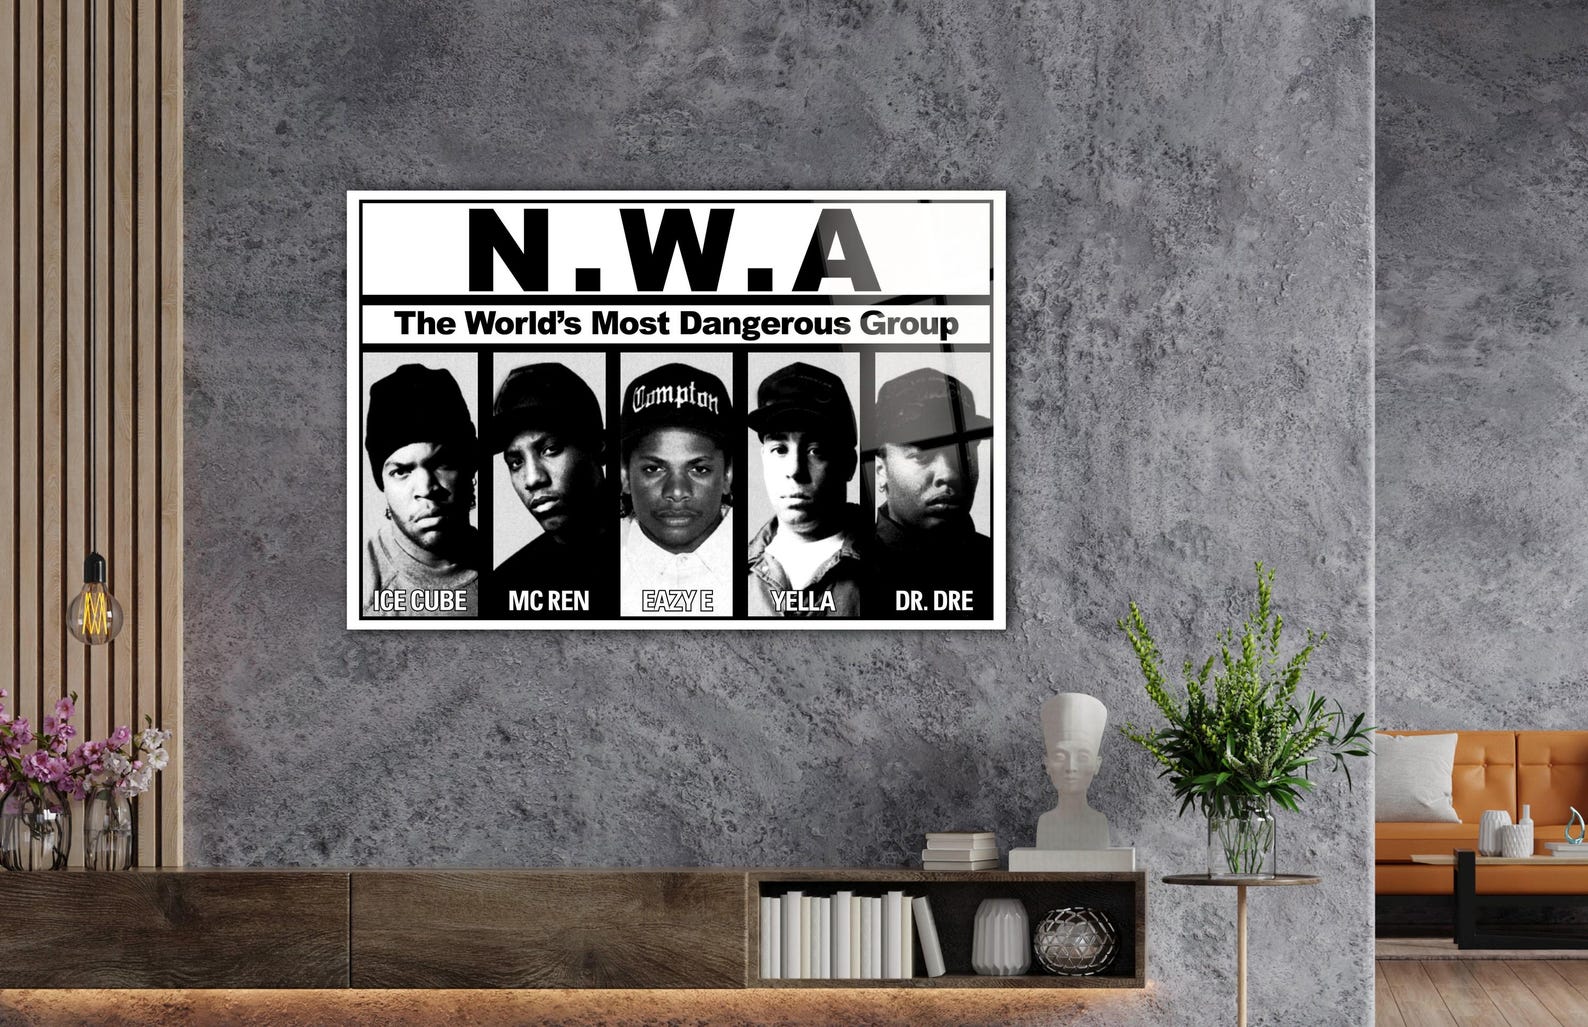 N.W.A
The World's Most Dangerous Group
Compton
ICE CUBE
MC REN
EAZY E
YELLA
DR. DRE